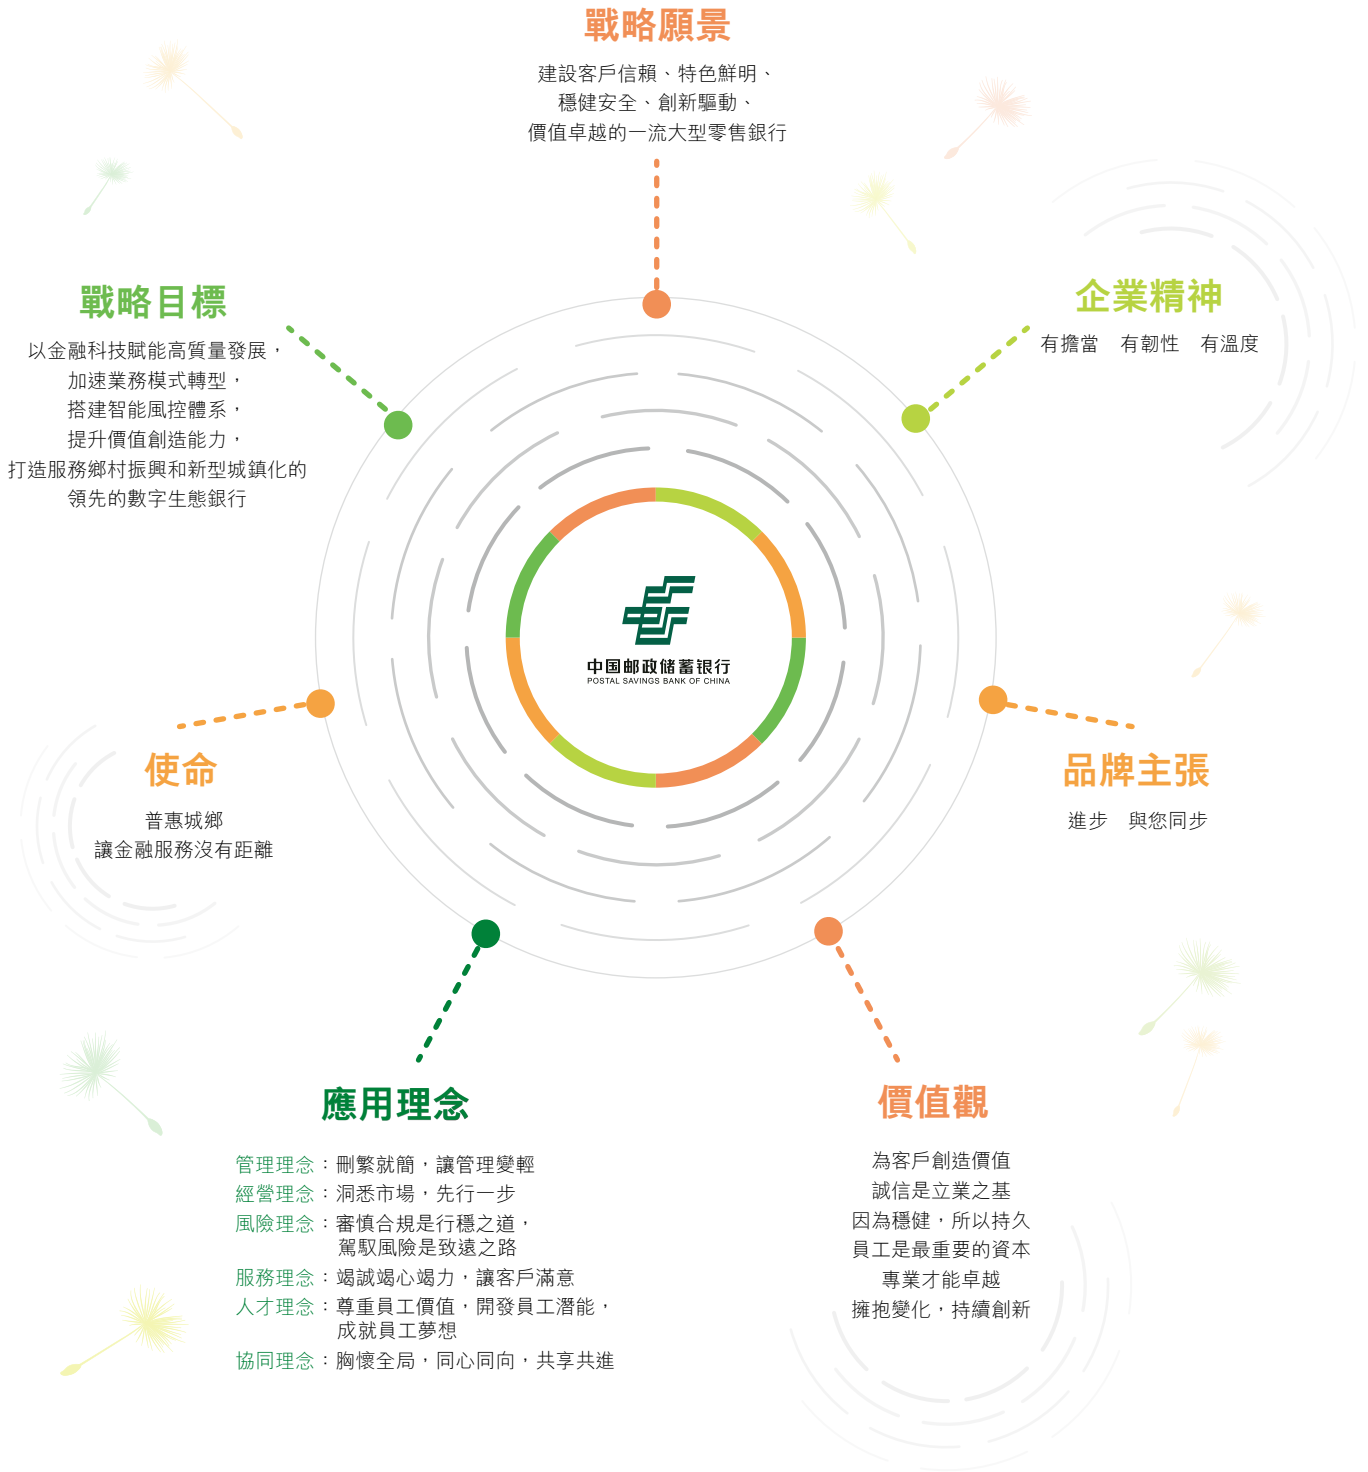 戰略願景
建設客戶信賴、特色鮮明、
穩健安全、創新驅動、
價值卓越的一流大型零售銀行
戰略目標
以金融科技賦能高質量發展，
加速業務模式轉型，
搭建智能風控體系，
提升價值創造能力，
打造服務鄉村振興和新型城鎮化的
領先的數字生態銀行
企業精神
有擔當　有韌性　有溫度
中国邮政储蓄银行
POSTAL SAVINGS BANK OF CHINA
使命
普惠城鄉
讓金融服務沒有距離
品牌主張
進步　與您同步
應用理念
管理理念：刪繁就簡，讓管理變輕
經營理念：洞悉市場，先行一步
風險理念：審慎合規是行穩之道，
駕馭風險是致遠之路
服務理念：竭誠竭心竭力，讓客戶滿意
人才理念：尊重員工價值，開發員工潛能，
成就員工夢想
協同理念：胸懷全局，同心同向，共享共進
價值觀
為客戶創造價值
誠信是立業之基
因為穩健，所以持久
員工是最重要的資本
專業才能卓越
擁抱變化，持續創新